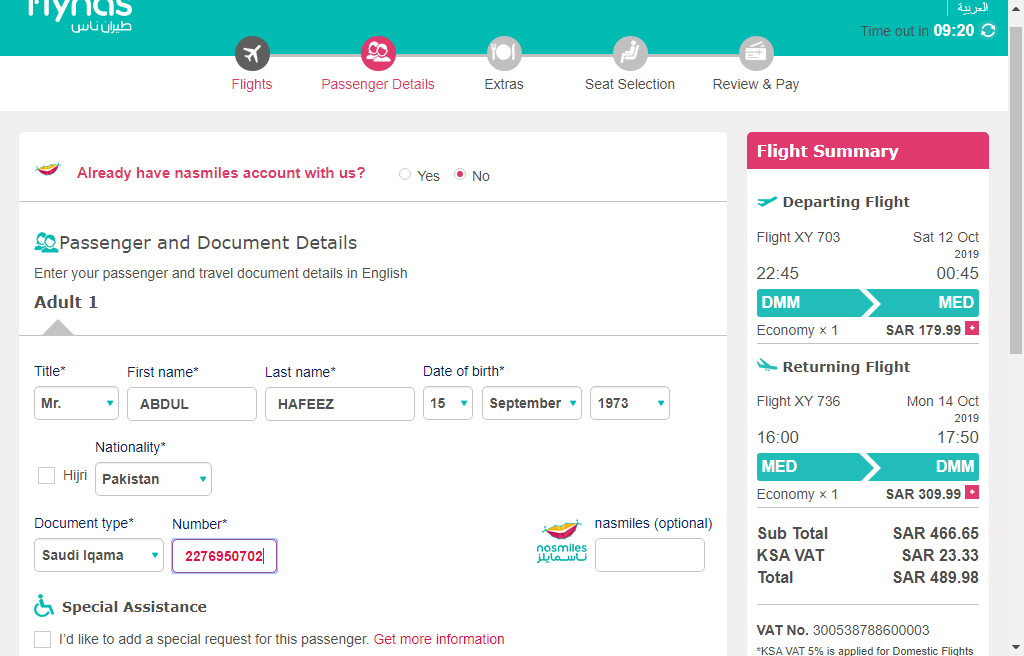 flynas
طيران ناس
العربية
Time out in 09:20
Flights
Passenger Details
Extras
Seat Selection
Review & Pay
Already have nasmiles account with us?
Yes
No
Passenger and Document Details
Enter your passenger and travel document details in English
Adult 1
Title*
First name*
Last name*
Date of birth*
Mr.
ABDUL
HAFEEZ
15
September
1973
Nationality*
Hijri
Pakistan
Document type*
Number*
nasmiles (optional)
Saudi Iqama
2276950702
nasmiles
ناسمايلز
Special Assistance
I'd like to add a special request for this passenger. Get more information
Flight Summary
Departing Flight
Flight XY 703
Sat 12 Oct
2019
22:45
00:45
DMM
MED
Economy × 1
SAR 179.99 +
Returning Flight
Flight XY 736
Mon 14 Oct
2019
16:00
17:50
MED
DMM
Economy × 1
SAR 309.99 +
Sub Total
SAR 466.65
KSA VAT
SAR 23.33
Total
SAR 489.98
VAT No. 300538788600003
*KSA VAT 5% is applied for Domestic Flights